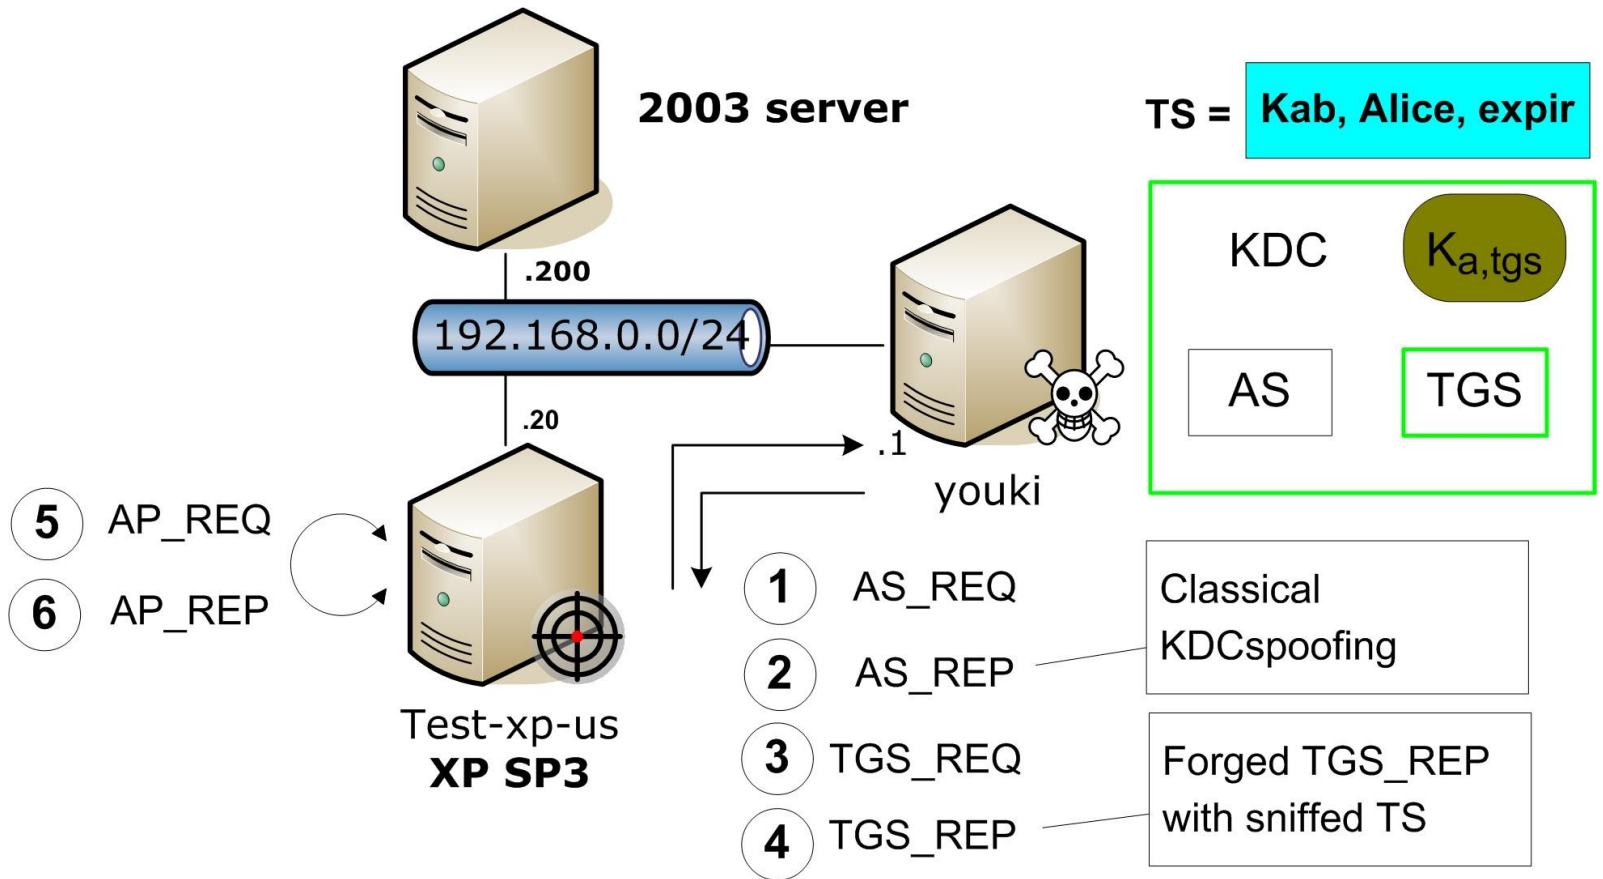 2003 server
TS = Kab, Alice, expir
.200
192.168.0.0/24
KDC
Ka,tgs
AS
TGS
.20
.1
youki
5 AP_REQ
6 AP_REP
Test-xp-us
XP SP3
1 AS_REQ
2 AS_REP
3 TGS_REQ
4 TGS_REP
Classical
KDCspoofing
Forged TGS_REP
with sniffed TS